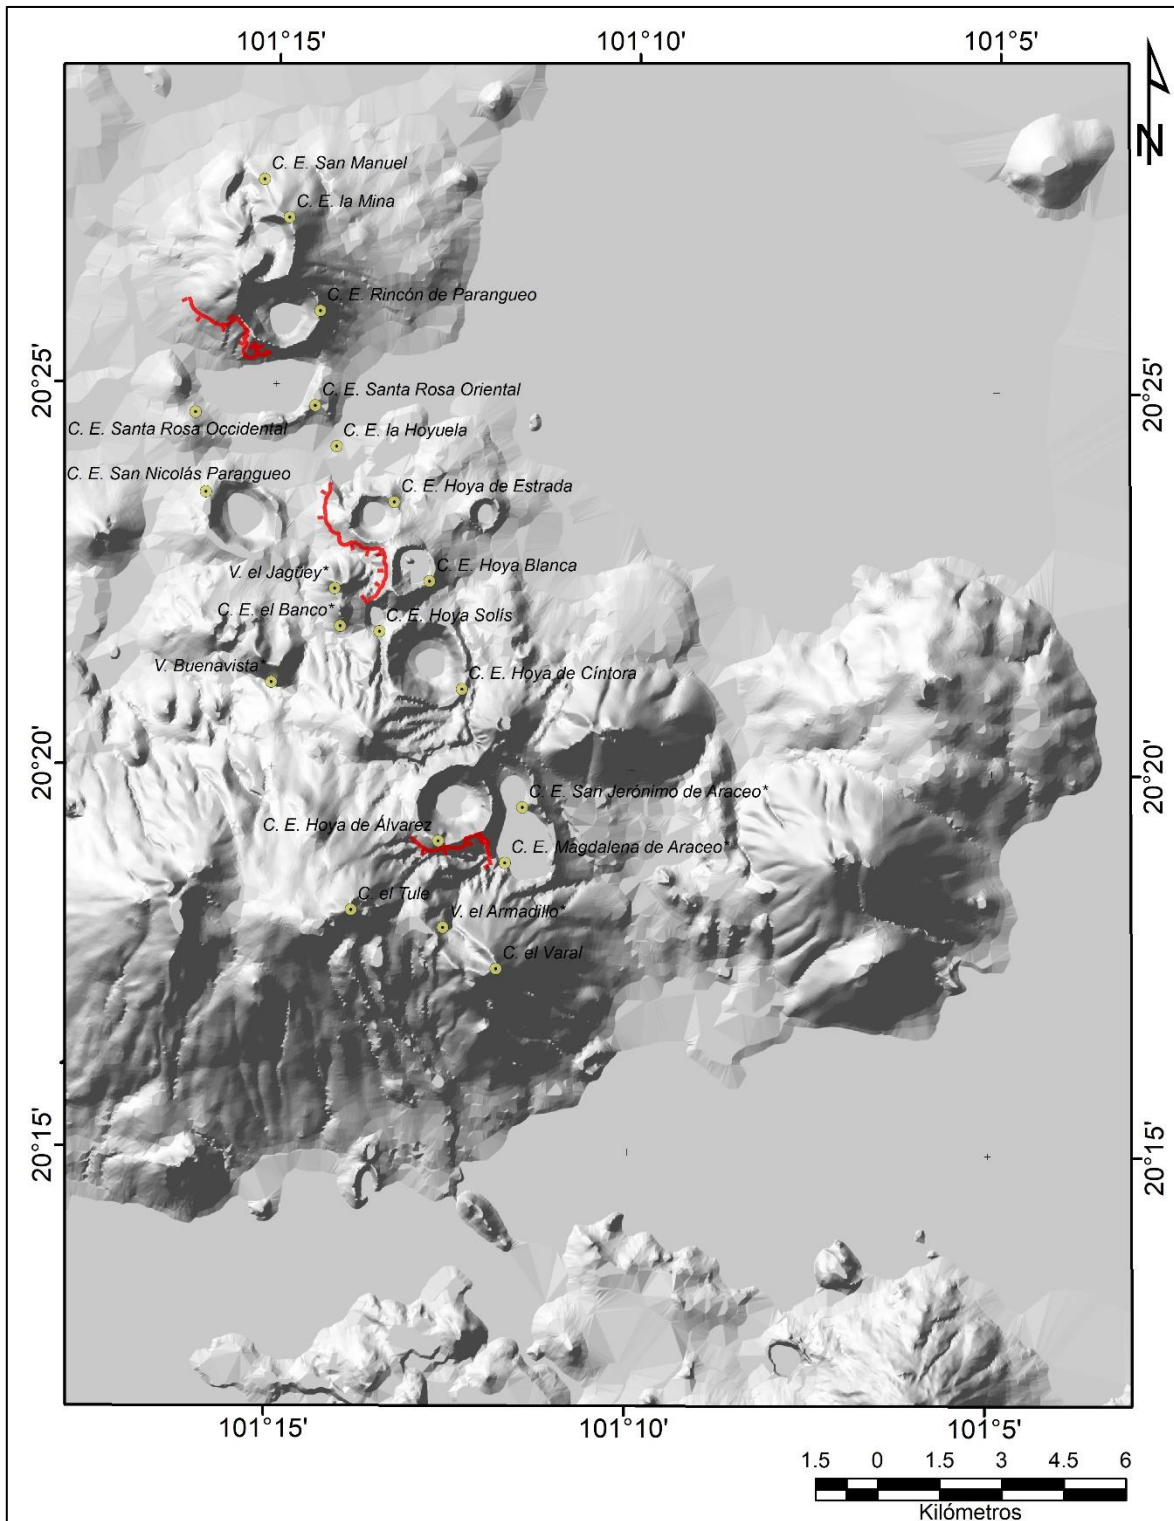 101°15' 101°10' 101°5'
N
C. E. San Manuel
C. E. la Mina
C. E. Rincón de Parangueo
20°25' 20°25'
C. E. Santa Rosa Oriental
C. E. Santa Rosa Occidental
C. E. la Hoyuela
C. E. San Nicolás Parangueo
C. E. Hoya de Estrada
V. el Jagüey*
C. E. Hoya Blanca
C. E. el Banco*
C. E. Hoya Solís
V. Buenavista*
C. E. Hoya de Cíntora
20°20' 20°20'
C. E. San Jerónimo de Araceo*
C. E. Hoya de Álvarez
C. E. Magdalena de Araceo*
C. el Tule
V. el Armadillo*
C. el Varal
20°15' 20°15'
101°15' 101°10' 101°5'
1.5 0 1.5 3 4.5 6
Kilómetros